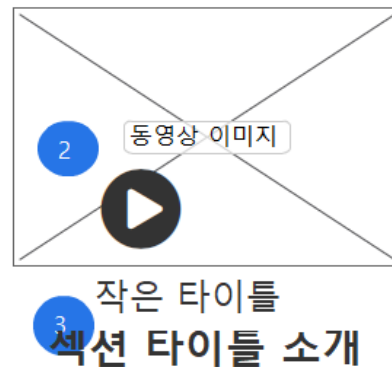 2
동영상 이미지
작은 타이틀
3
섹션 타이틀 소개